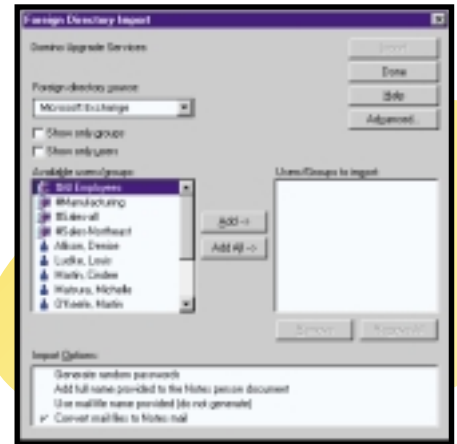 Foreign Directory Import
Domino Upgrade Services
Import
Done
Help
Advanced...
Foreign directory source
Microsoft Exchange
Show only groups
Show only users
Available users/groups:
Users/Groups to import:
Employees
#Manufacturing
#Sales-all
#Sales-Northeast
Allison, Denise
Ludka, Louis
Martin, Cindee
Matsura, Michelle
O'Keefe, Martin
Add ->
Add All ->
Remove
Remove All
Import Options:
Generate random passwords
Add full name provided to the Notes person document
Use mail file name provided (do not generate)
Convert mail files to Notes mail